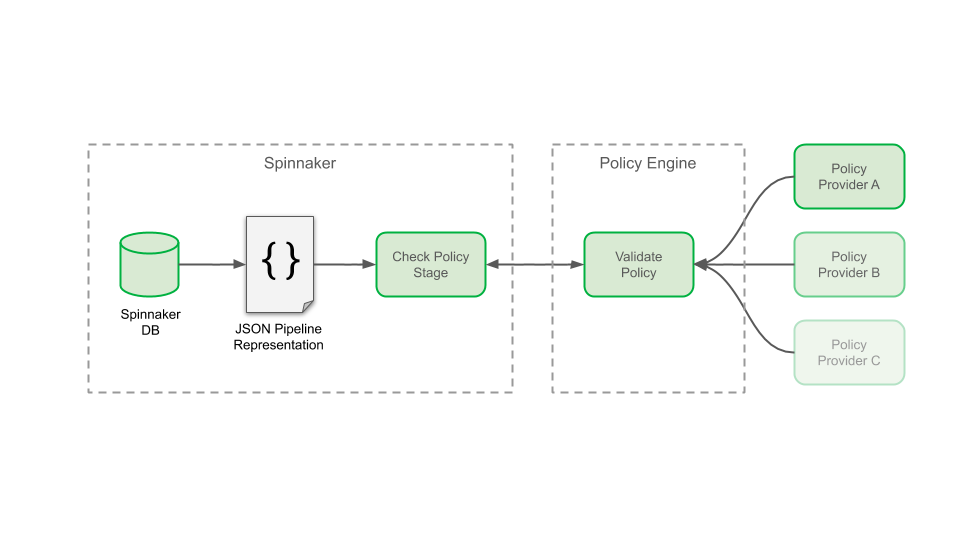 Spinnaker
Policy Engine
Policy
Provider A
{ }
Check Policy
Stage
Validate
Policy
Policy
Provider B
Spinnaker
DB
JSON Pipeline
Representation
Policy
Provider C